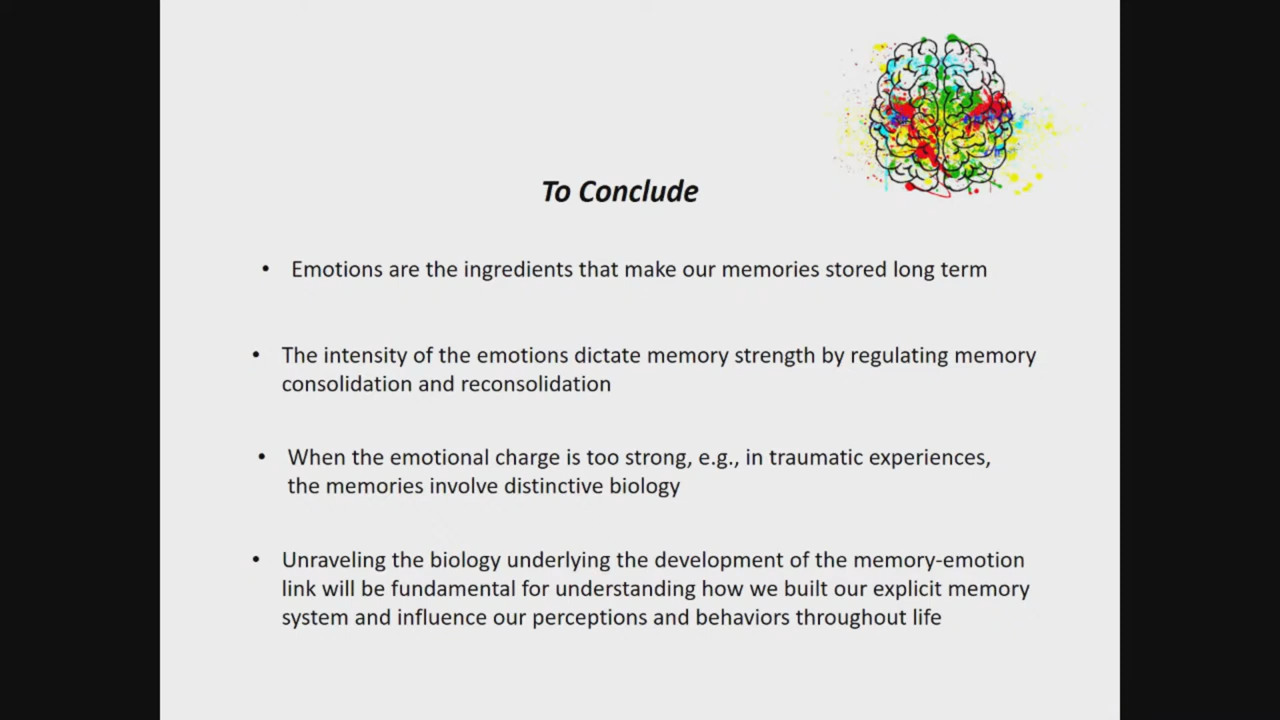 To Conclude
• Emotions are the ingredients that make our memories stored long term
• The intensity of the emotions dictate memory strength by regulating memory
consolidation and reconsolidation
• When the emotional charge is too strong, e.g., in traumatic experiences,
the memories involve distinctive biology
• Unraveling the biology underlying the development of the memory-emotion
link will be fundamental for understanding how we built our explicit memory
system and influence our perceptions and behaviors throughout life